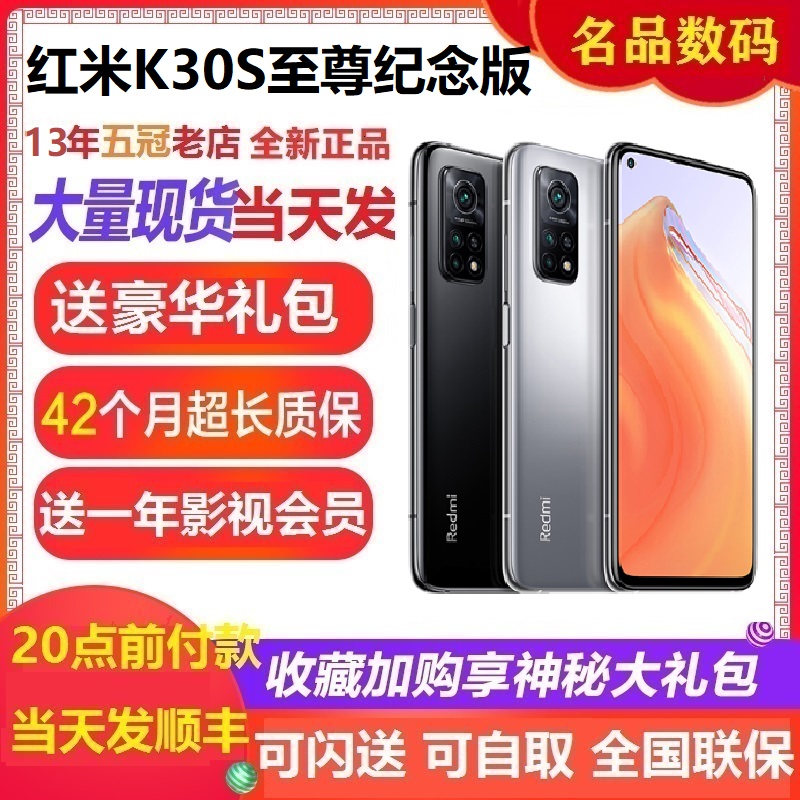 红米K30S至尊纪念版
名品数码
13年五冠老店 全新正品
大量现货当天发
送豪华礼包
42个月超长质保
送一年影视会员
Redmi
Redmi
20点前付款
当天发顺丰
收藏加购享神秘大礼包
可闪送 可自取 全国联保